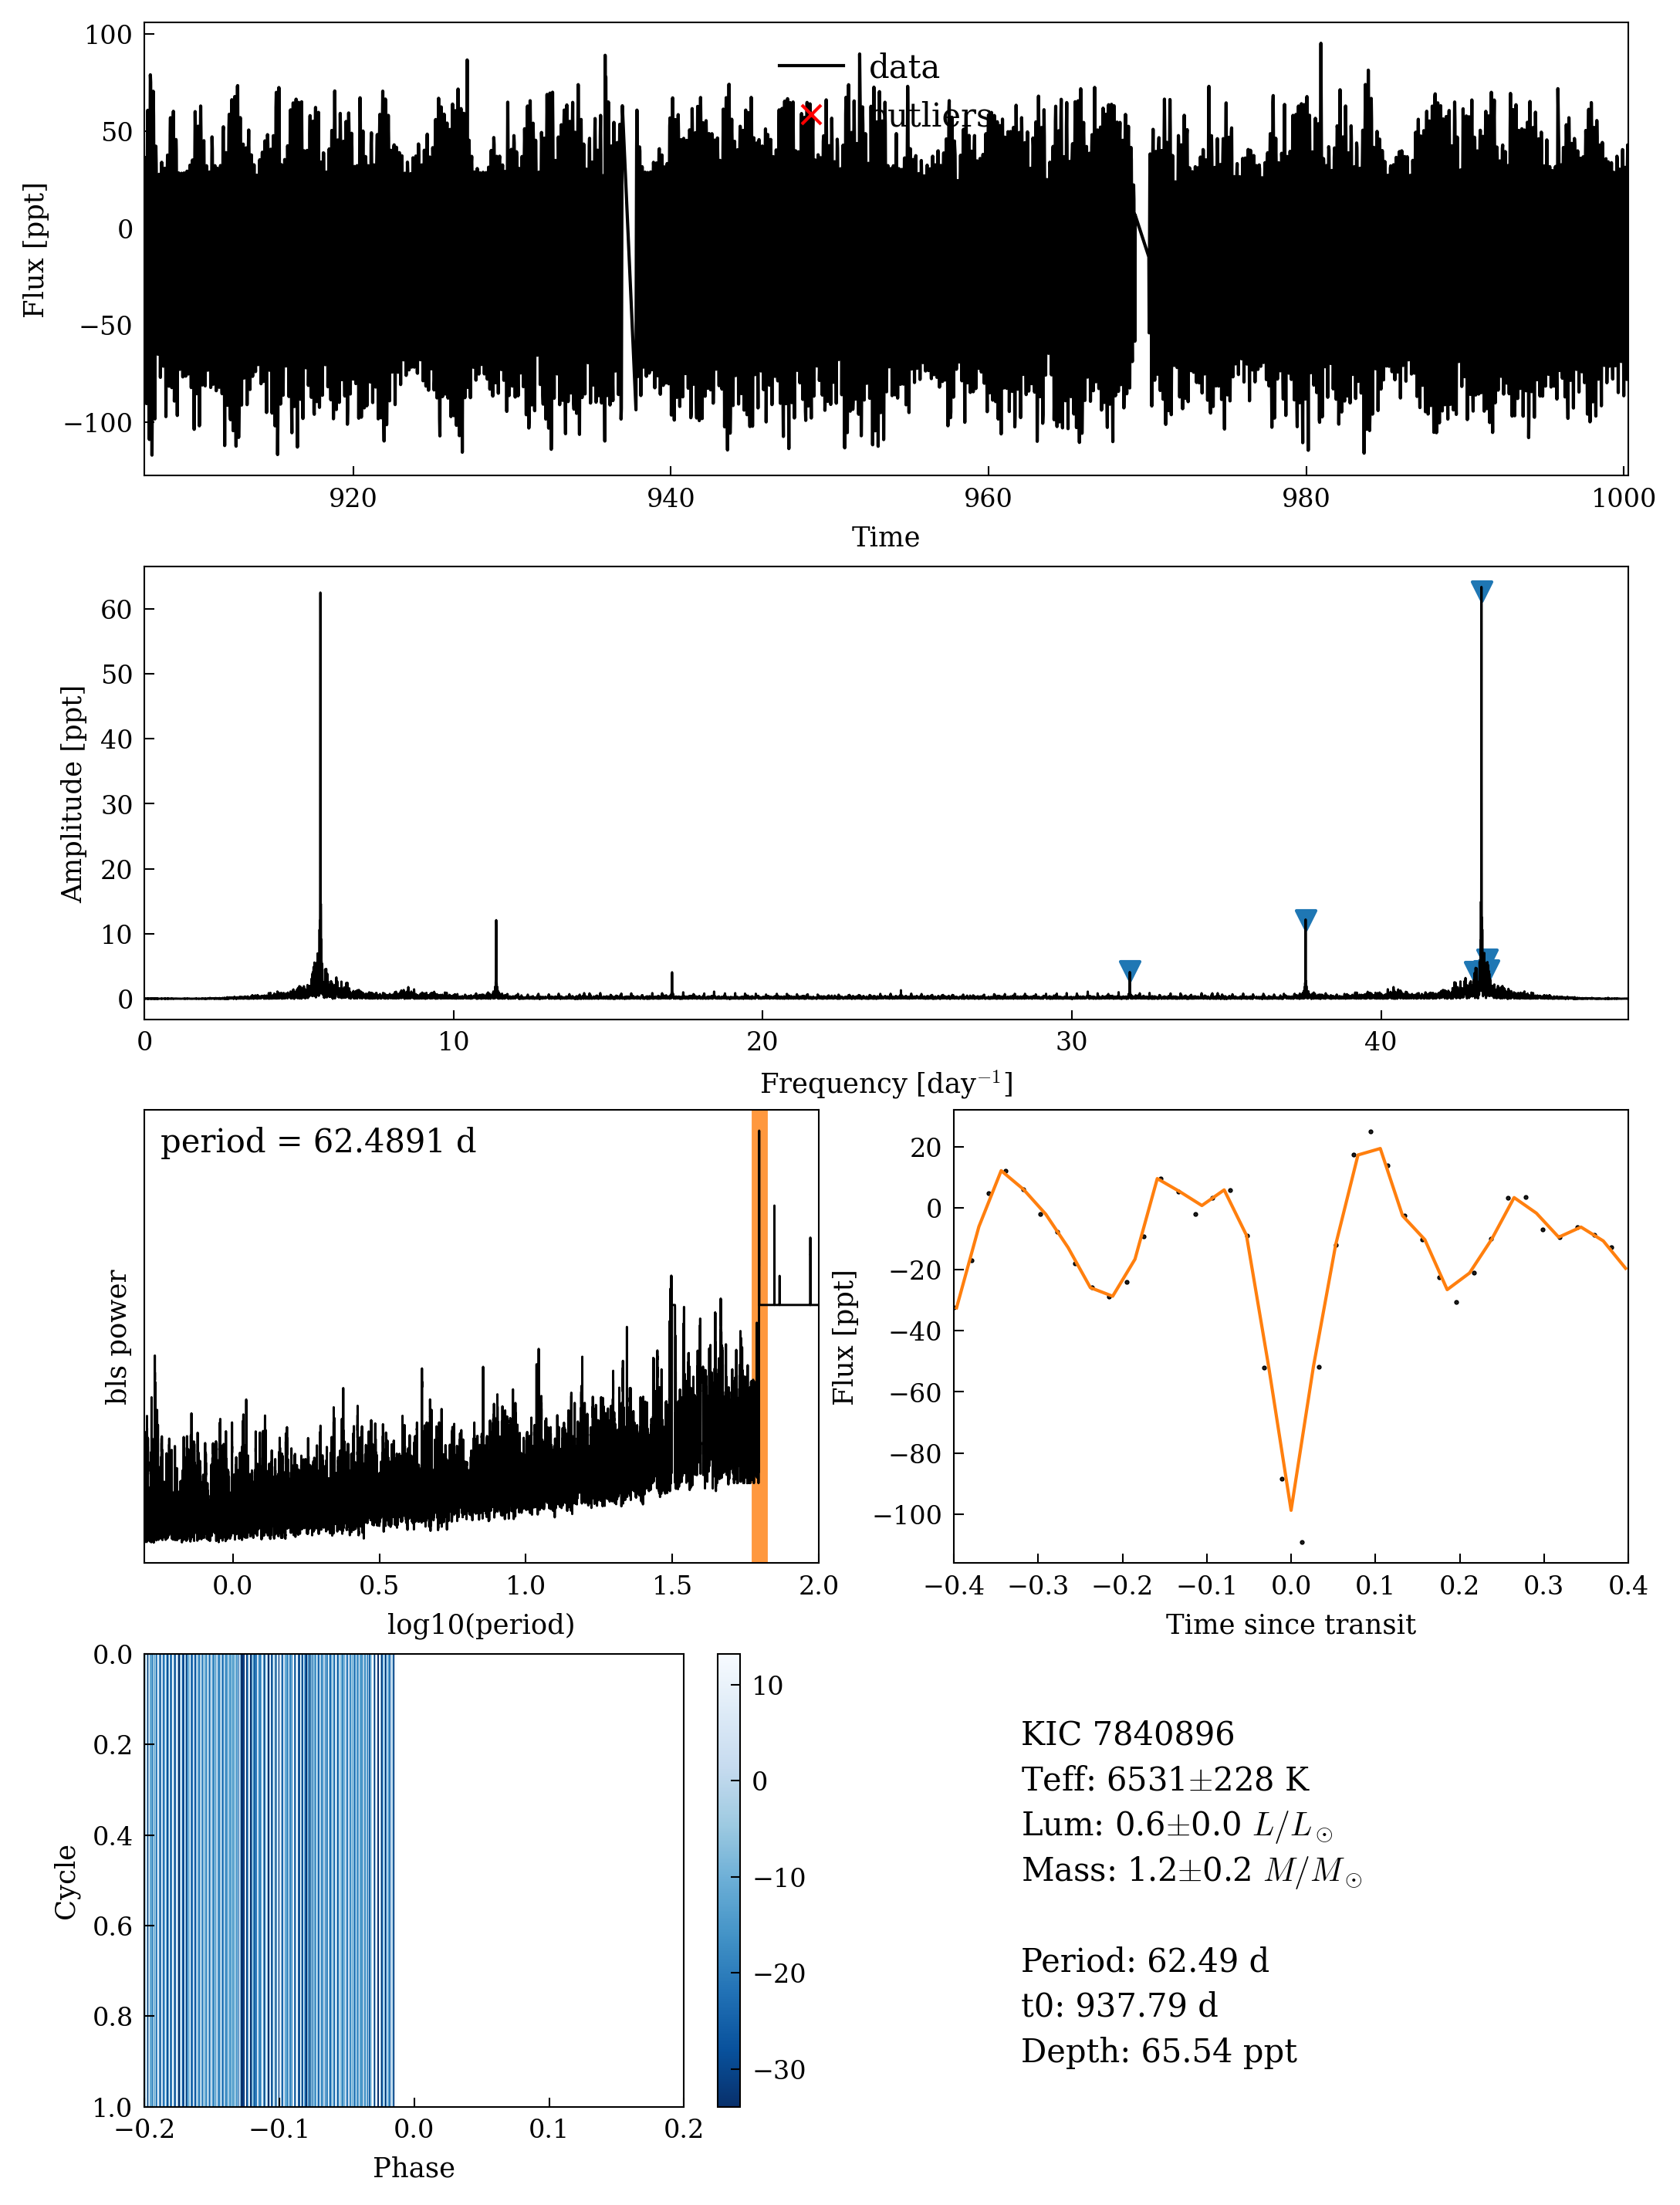 100
50
0
−50
−100
Flux [ppt]
data
outliers
920
940
960
980
1000
Time
60
50
40
30
20
10
0
Amplitude [ppt]
0
10
20
30
40
Frequency [day⁻¹]
period = 62.4891 d
bls power
0.0
0.5
1.0
1.5
2.0
log10(period)
20
0
−20
−40
−60
−80
−100
Flux [ppt]
−0.4
−0.3
−0.2
−0.1
0.0
0.1
0.2
0.3
0.4
Time since transit
0.0
0.2
0.4
0.6
0.8
1.0
Cycle
−0.2
−0.1
0.0
0.1
0.2
Phase
10
0
−10
−20
−30
KIC 7840896
Teff: 6531±228 K
Lum: 0.6±0.0 L/L⊙
Mass: 1.2±0.2 M/M⊙
Period: 62.49 d
t0: 937.79 d
Depth: 65.54 ppt